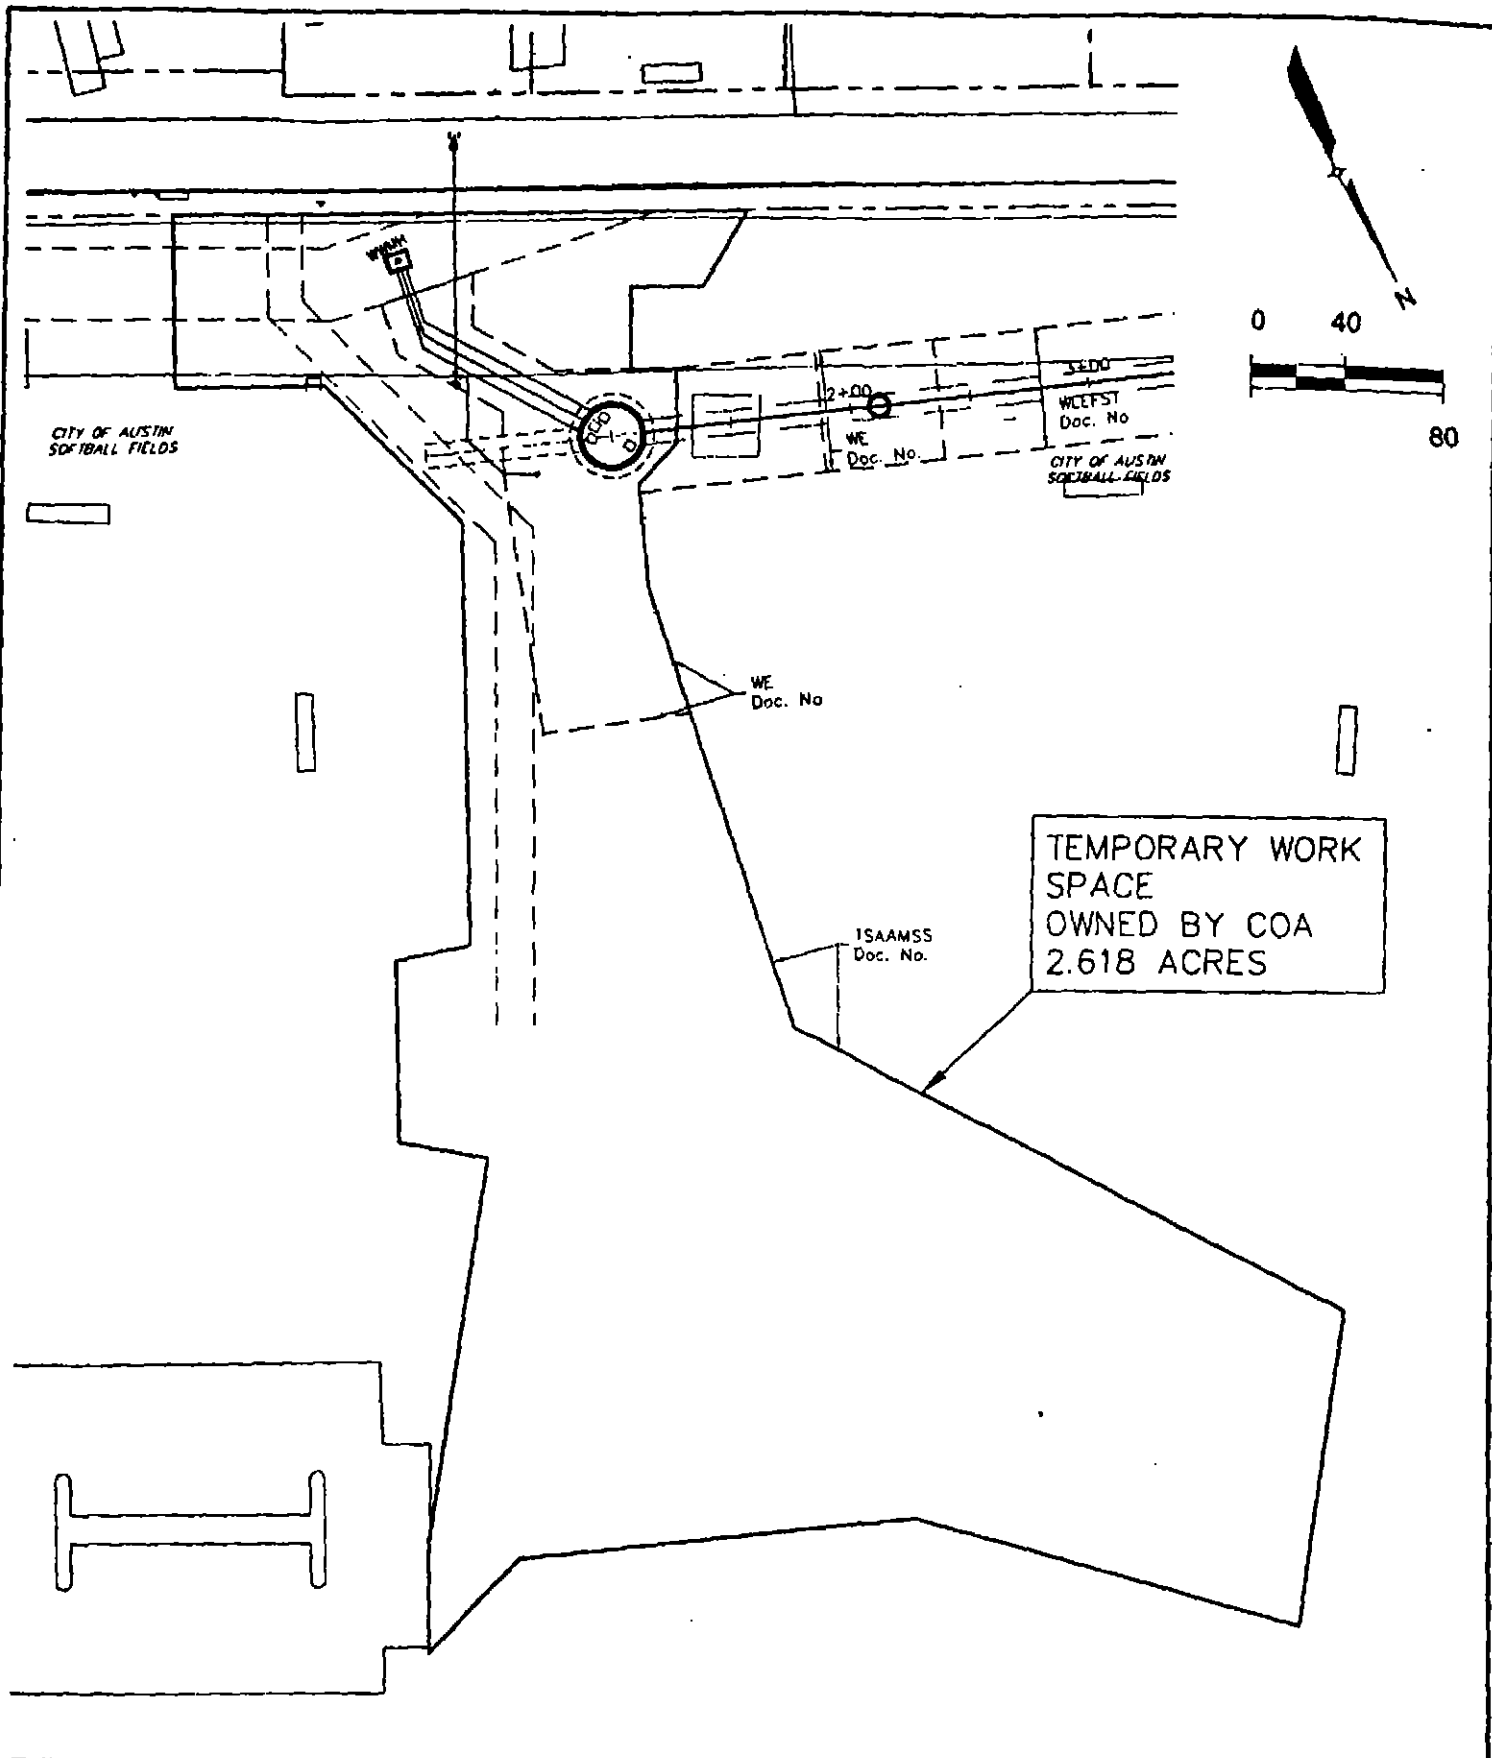 WWMH
N
0 40
80
CITY OF AUSTIN
SOFTBALL FIELDS
2+00
WE
Doc. No.
3+00
WLEFST
Doc. No
CITY OF AUSTIN
SOFTBALL FIELDS
WE
Doc. No
TEMPORARY WORK
SPACE
OWNED BY COA
2.618 ACRES
TSAAMSS
Doc. No.